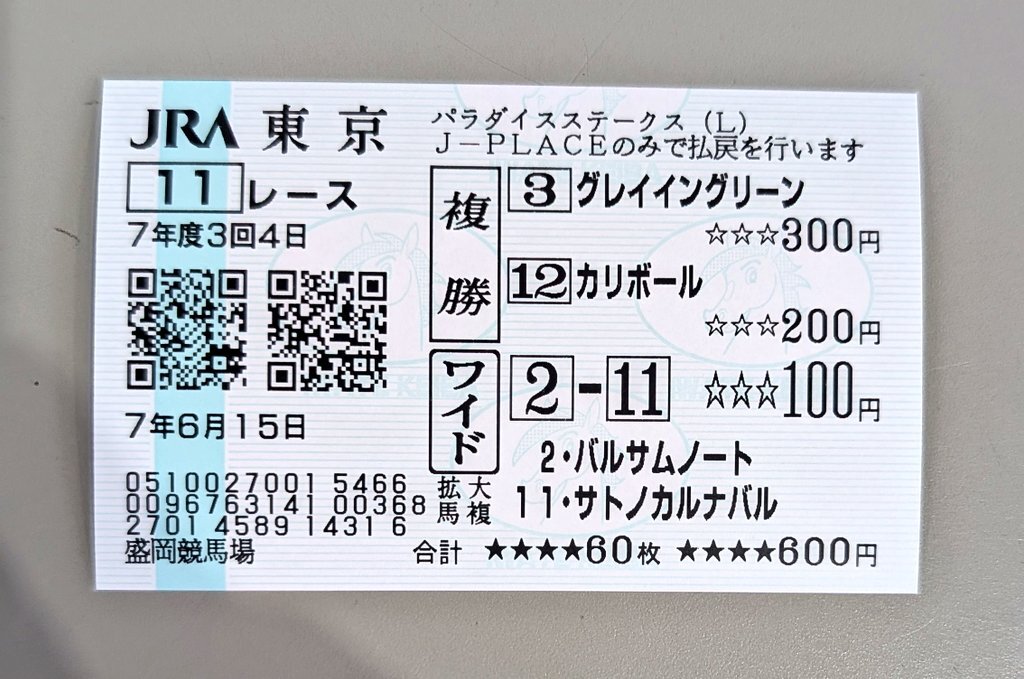 JRA 東京
11レース
7年度3回4日
7年6月15日
0510027001 5466
0096763141 00368
2701 4589 1431 6
盛岡競馬場
パラダイスステークス(L)
J-PLACEのみで払戻を行います
複勝
3 グレイイングリーン
☆☆☆300円
12 カリボール
☆☆☆200円
ワイド
2-11 ☆☆☆100円
2・バルサムノート
11・サトノカルナバル
拡大
馬複
合計 ★★★★60枚 ★★★★600円